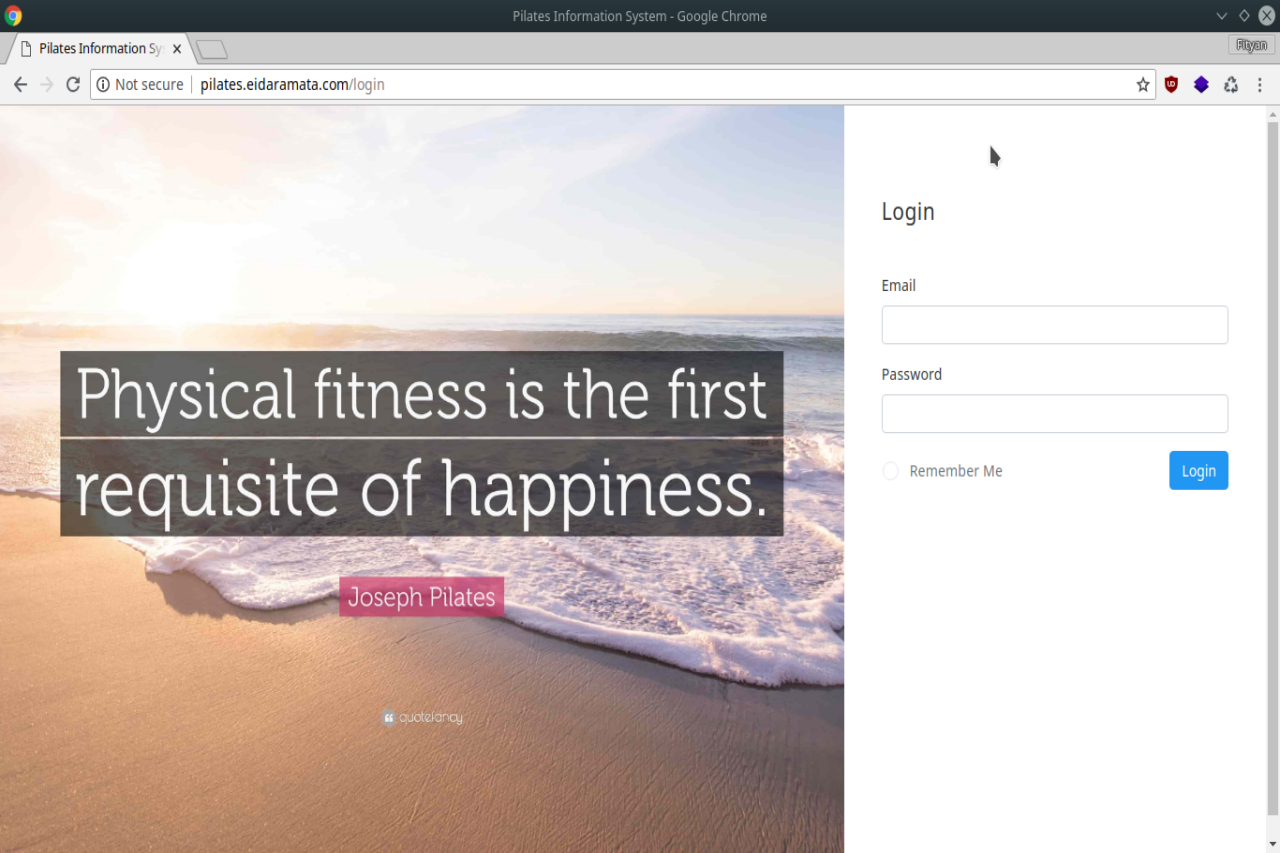 Pilates Information System - Google Chrome
Pilates Information Sy
Fityan
Not secure
pilates.eidaramata.com/login
Physical fitness is the first
requisite of happiness.
Joseph Pilates
quotefancy
Login
Email
Password
Remember Me
Login